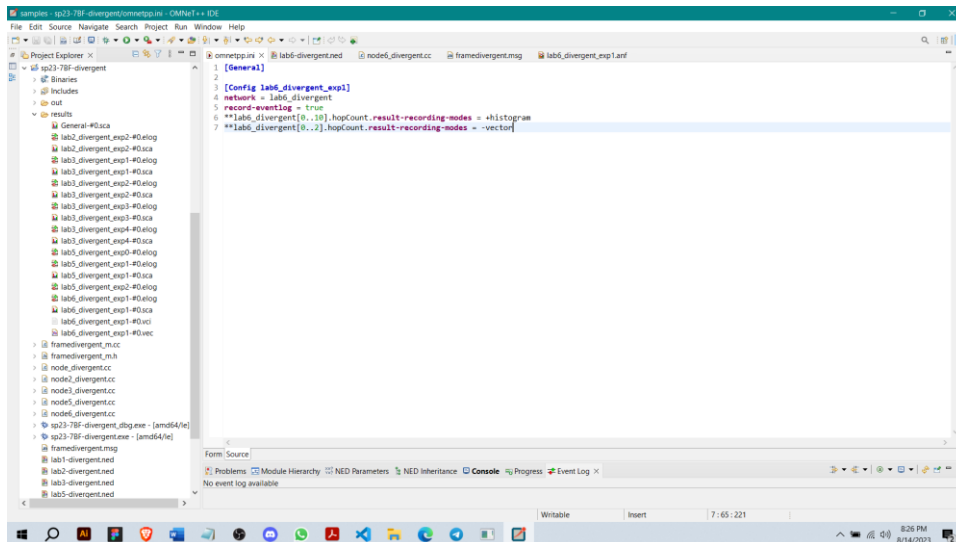 samples - sp23-7BF-divergent/omnetpp.ini - OMNeT++ IDE
File Edit Source Navigate Search Project Run Window Help
Project Explorer
omnetpp.ini
lab6-divergent.ned
node6_divergent.cc
framedivergent.msg
lab6_divergent_exp1.anf
sp23-7BF-divergent
Binaries
Includes
out
results
General-#0.sca
lab2_divergent_exp2-#0.elog
lab2_divergent_exp2-#0.sca
lab3_divergent_exp1-#0.elog
lab3_divergent_exp1-#0.sca
lab3_divergent_exp2-#0.elog
lab3_divergent_exp2-#0.sca
lab3_divergent_exp3-#0.elog
lab3_divergent_exp3-#0.sca
lab3_divergent_exp4-#0.elog
lab3_divergent_exp4-#0.sca
lab5_divergent_exp0-#0.elog
lab5_divergent_exp1-#0.elog
lab5_divergent_exp1-#0.sca
lab5_divergent_exp2-#0.elog
lab6_divergent_exp1-#0.elog
lab6_divergent_exp1-#0.sca
lab6_divergent_exp1-#0.vci
lab6_divergent_exp1-#0.vec
framedivergent_m.cc
framedivergent_m.h
node_divergent.cc
node2_divergent.cc
node3_divergent.cc
node5_divergent.cc
node6_divergent.cc
sp23-7BF-divergent_dbg.exe - [amd64/le]
sp23-7BF-divergent.exe - [amd64/le]
framedivergent.msg
lab1-divergent.ned
lab2-divergent.ned
lab3-divergent.ned
lab5-divergent.ned
1 [General]
2
3 [Config lab6_divergent_exp1]
4 network = lab6_divergent
5 record-eventlog = true
6 **lab6_divergent[0..10].hopCount.result-recording-modes = +histogram
7 **lab6_divergent[0..2].hopCount.result-recording-modes = -vector
Form Source
Problems Module Hierarchy NED Parameters NED Inheritance Console Progress Event Log
No event log available
Writable Insert 7 : 65 : 221
8:26 PM
8/14/2023